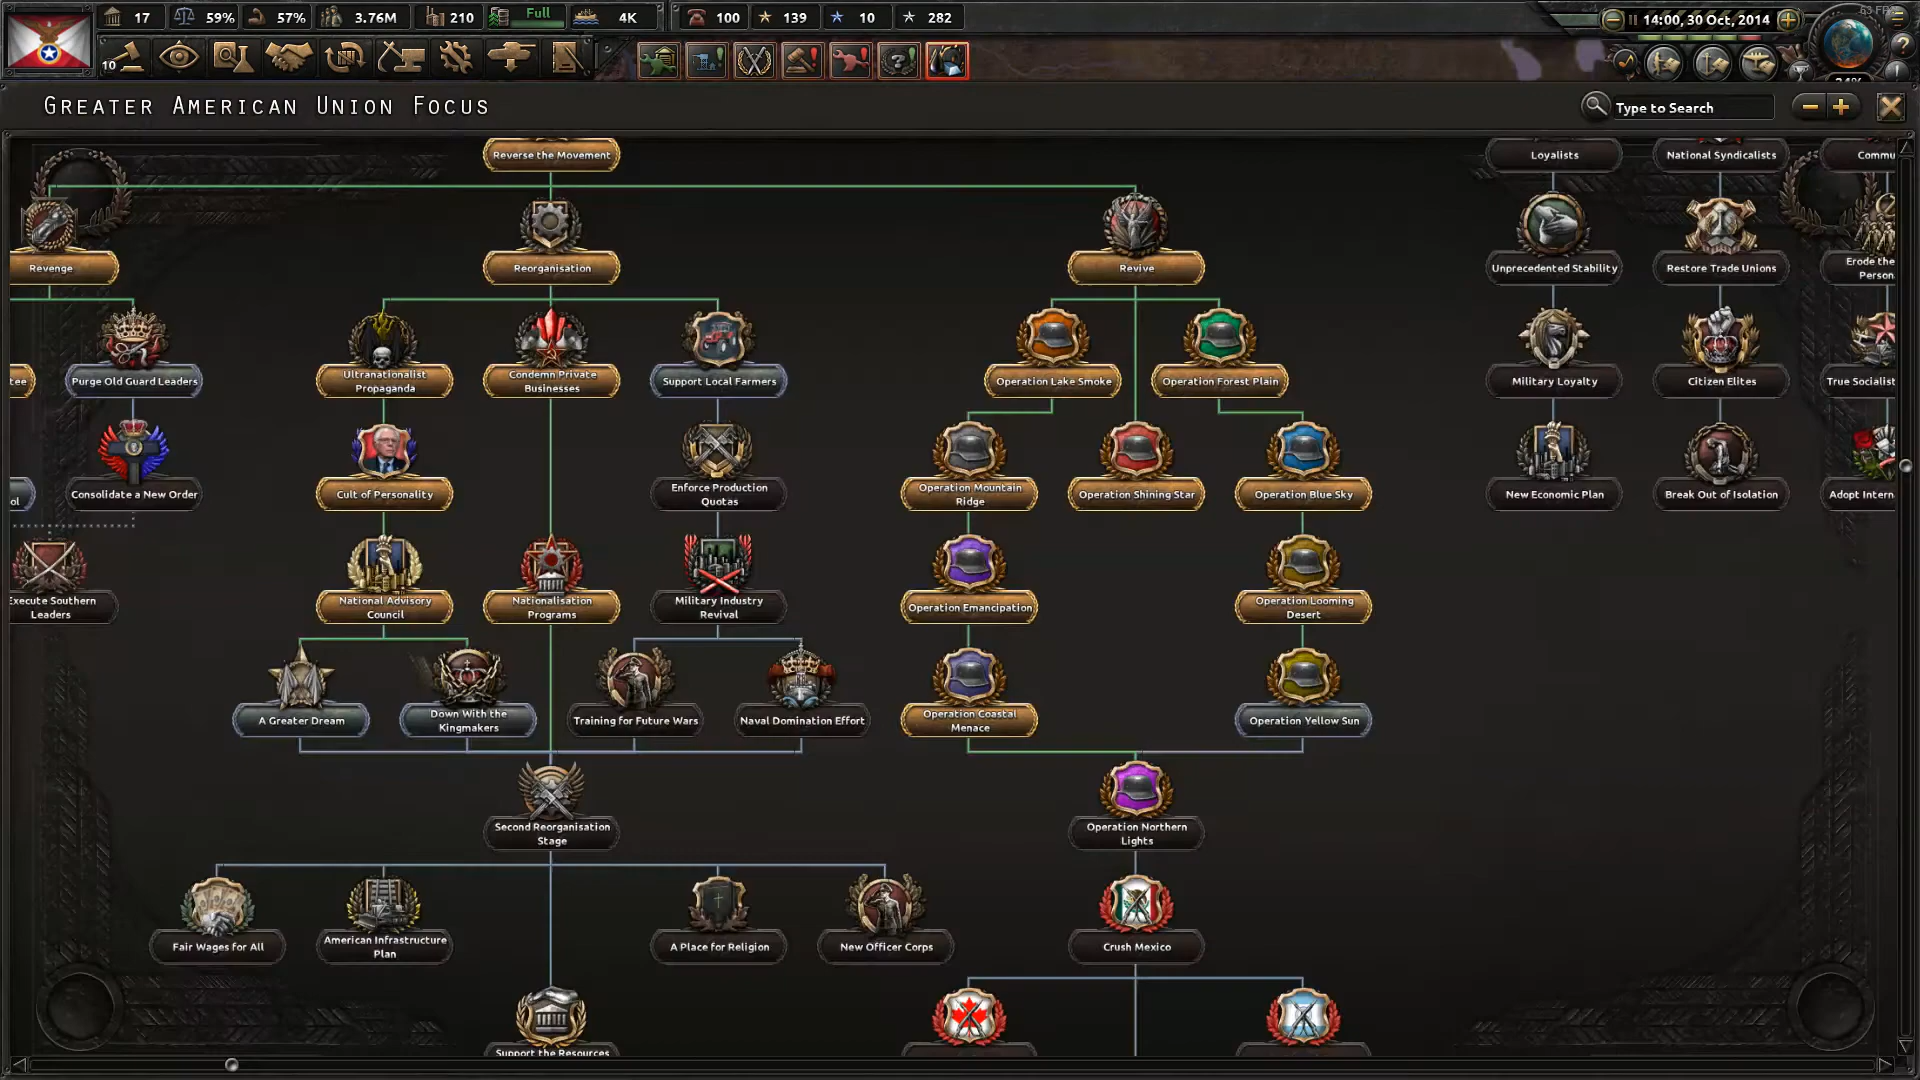 17
59%
57%
3.76M
210
Full
4K
100
139
10
282
14:00, 30 Oct, 2014
10
GREATER AMERICAN UNION FOCUS
Type to Search
Reverse the Movement
Loyalists
National Syndicalists
Commu
Revenge
Reorganisation
Revive
Unprecedented Stability
Restore Trade Unions
Erode the
Person
tee
Purge Old Guard Leaders
Ultranationalist
Propaganda
Condemn Private
Businesses
Support Local Farmers
Operation Lake Smoke
Operation Forest Plain
Military Loyalty
Citizen Elites
True Socialist
ol
Consolidate a New Order
Cult of Personality
Enforce Production
Quotas
Operation Mountain
Ridge
Operation Shining Star
Operation Blue Sky
New Economic Plan
Break Out of Isolation
Adopt Intern
Execute Southern
Leaders
National Advisory
Council
Nationalisation
Programs
Military Industry
Revival
Operation Emancipation
Operation Looming
Desert
A Greater Dream
Down With the
Kingmakers
Training for Future Wars
Naval Domination Effort
Operation Coastal
Menace
Operation Yellow Sun
Second Reorganisation
Stage
Operation Northern
Lights
Fair Wages for All
American Infrastructure
Plan
A Place for Religion
New Officer Corps
Crush Mexico
Support the Resources